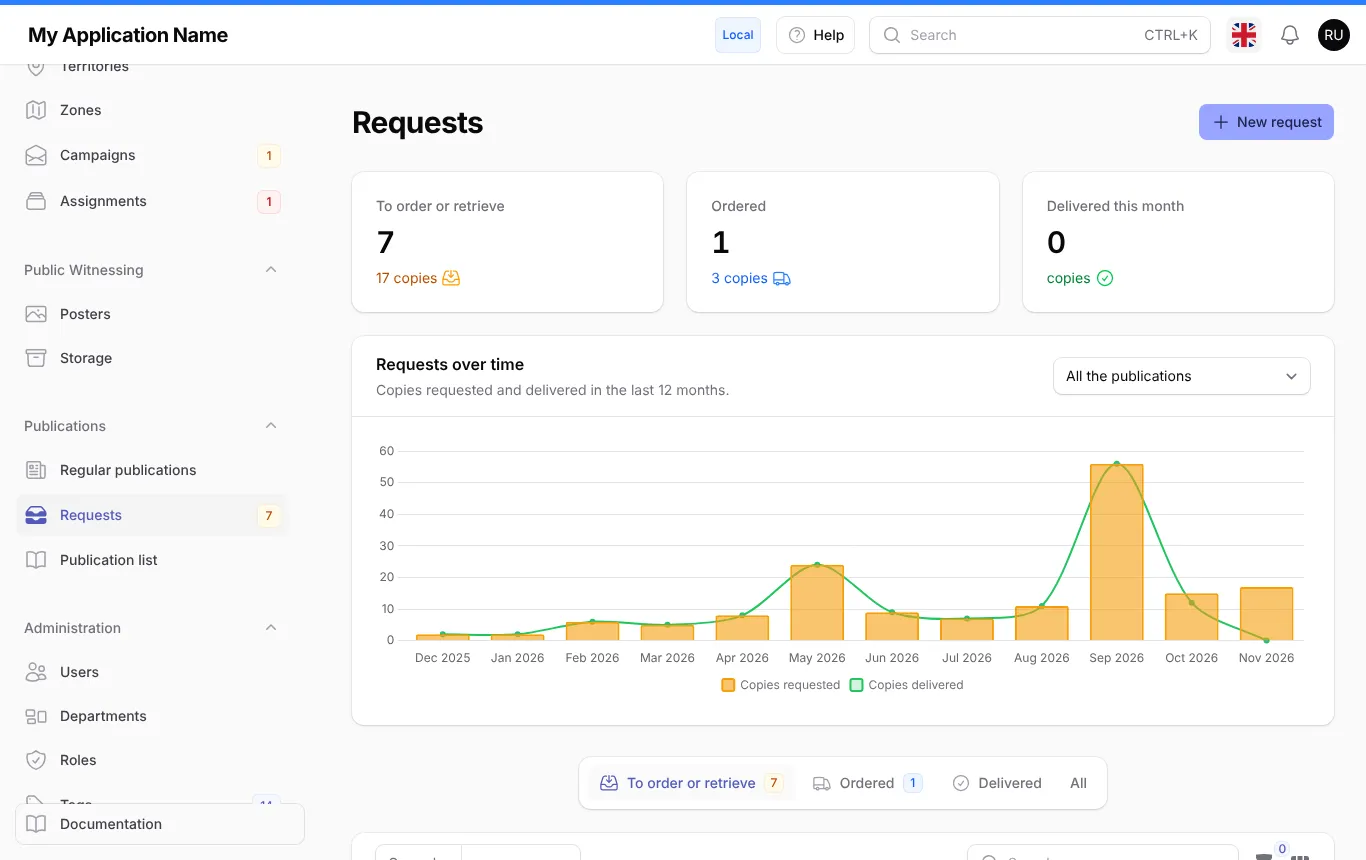 My Application Name
Local
Help
Search
CTRL+K
RU
Territories
Zones
Campaigns 1
Assignments 1
Public Witnessing
Posters
Storage
Publications
Regular publications
Requests 7
Publication list
Administration
Users
Departments
Roles
Tags 14
Documentation
Requests
New request
To order or retrieve
7
17 copies
Ordered
1
3 copies
Delivered this month
0
copies
Requests over time
Copies requested and delivered in the last 12 months.
All the publications
60
50
40
30
20
10
0
Dec 2025 Jan 2026 Feb 2026 Mar 2026 Apr 2026 May 2026 Jun 2026 Jul 2026 Aug 2026 Sep 2026 Oct 2026 Nov 2026
Copies requested Copies delivered
To order or retrieve 7 Ordered 1 Delivered All
0